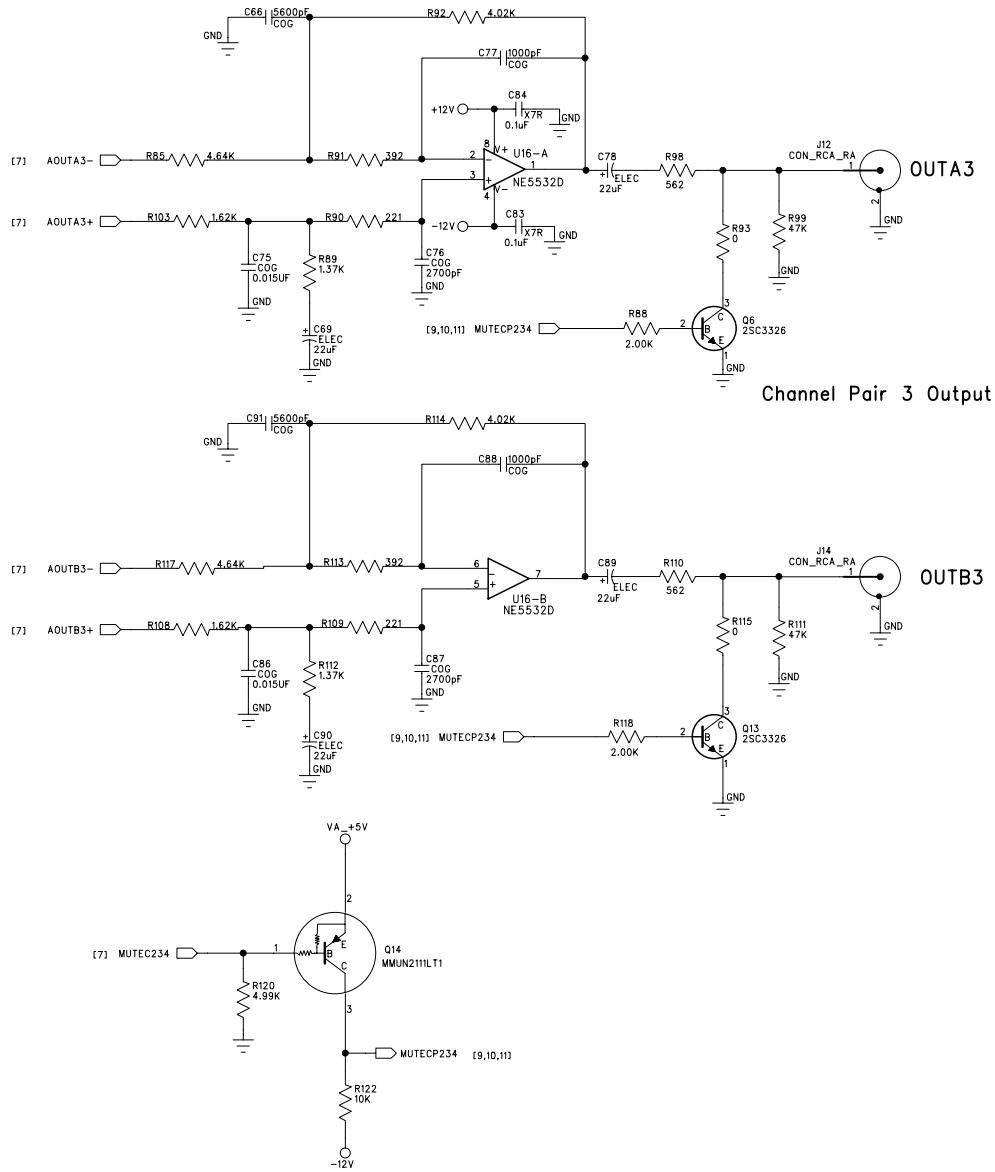 C66 5600pF
COG
GND
R92 4.02K
C77 1000pF
COG
+12V
C84
X7R
0.1uF
GND
[7] AOUTA3-
R85 4.64K
R91 392
2
8
V+
U16-A
1
NE5532D
3
4
V-
C78
ELEC
22uF
R98
562
J12
CON_RCA_RA
1
2
OUTA3
GND
[7] AOUTA3+
R103 1.62K
R90 221
-12V
C83
X7R
0.1uF
GND
C75
COG
0.015UF
GND
R89
1.37K
C76
COG
2700pF
GND
R93
0
R99
47K
GND
C69
ELEC
22uF
GND
[9,10,11] MUTECP234
R88
2.00K
2
B
3
C
E
1
Q6
2SC3326
GND
Channel Pair 3 Output
C91 5600pF
COG
GND
R114 4.02K
C88 1000pF
COG
[7] AOUTB3-
R117 4.64K
R113 392
6
5
7
U16-B
NE5532D
C89
ELEC
22uF
R110
562
J14
CON_RCA_RA
1
2
OUTB3
GND
[7] AOUTB3+
R108 1.62K
R109 221
C86
COG
0.015UF
GND
R112
1.37K
C87
COG
2700pF
GND
R115
0
R111
47K
GND
C90
ELEC
22uF
GND
[9,10,11] MUTECP234
R118
2.00K
2
B
3
C
E
1
Q13
2SC3326
GND
VA_+5V
2
[7] MUTEC234
1
B
E
C
Q14
MMUN2111LT1
R120
4.99K
3
MUTECP234 [9,10,11]
R122
10K
-12V